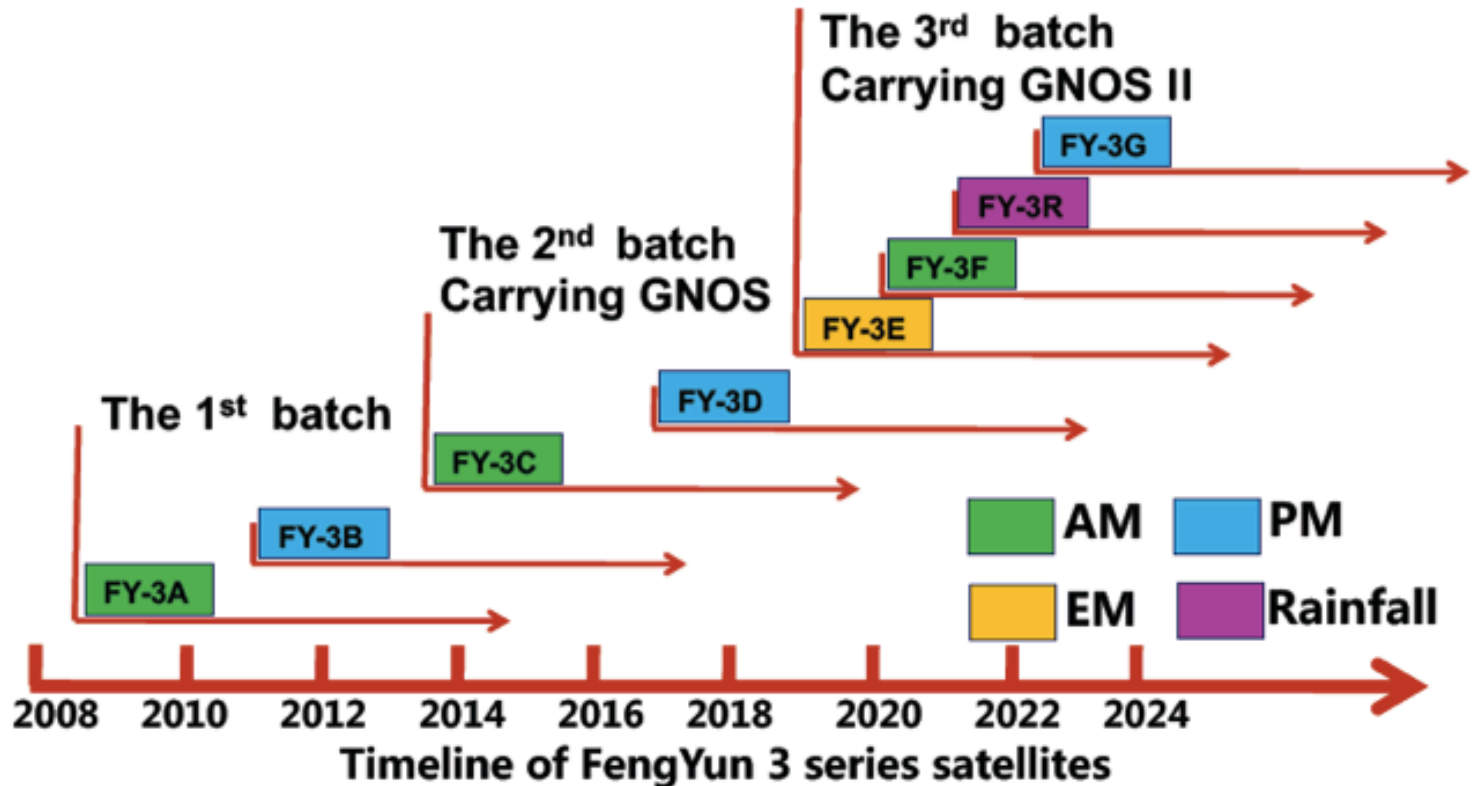 The 3rd batch
Carrying GNOS II
FY-3G
FY-3R
The 2nd batch
Carrying GNOS
FY-3F
FY-3E
FY-3D
The 1st batch
FY-3C
FY-3B
FY-3A
AM
PM
EM
Rainfall
2008 2010 2012 2014 2016 2018 2020 2022 2024
Timeline of FengYun 3 series satellites